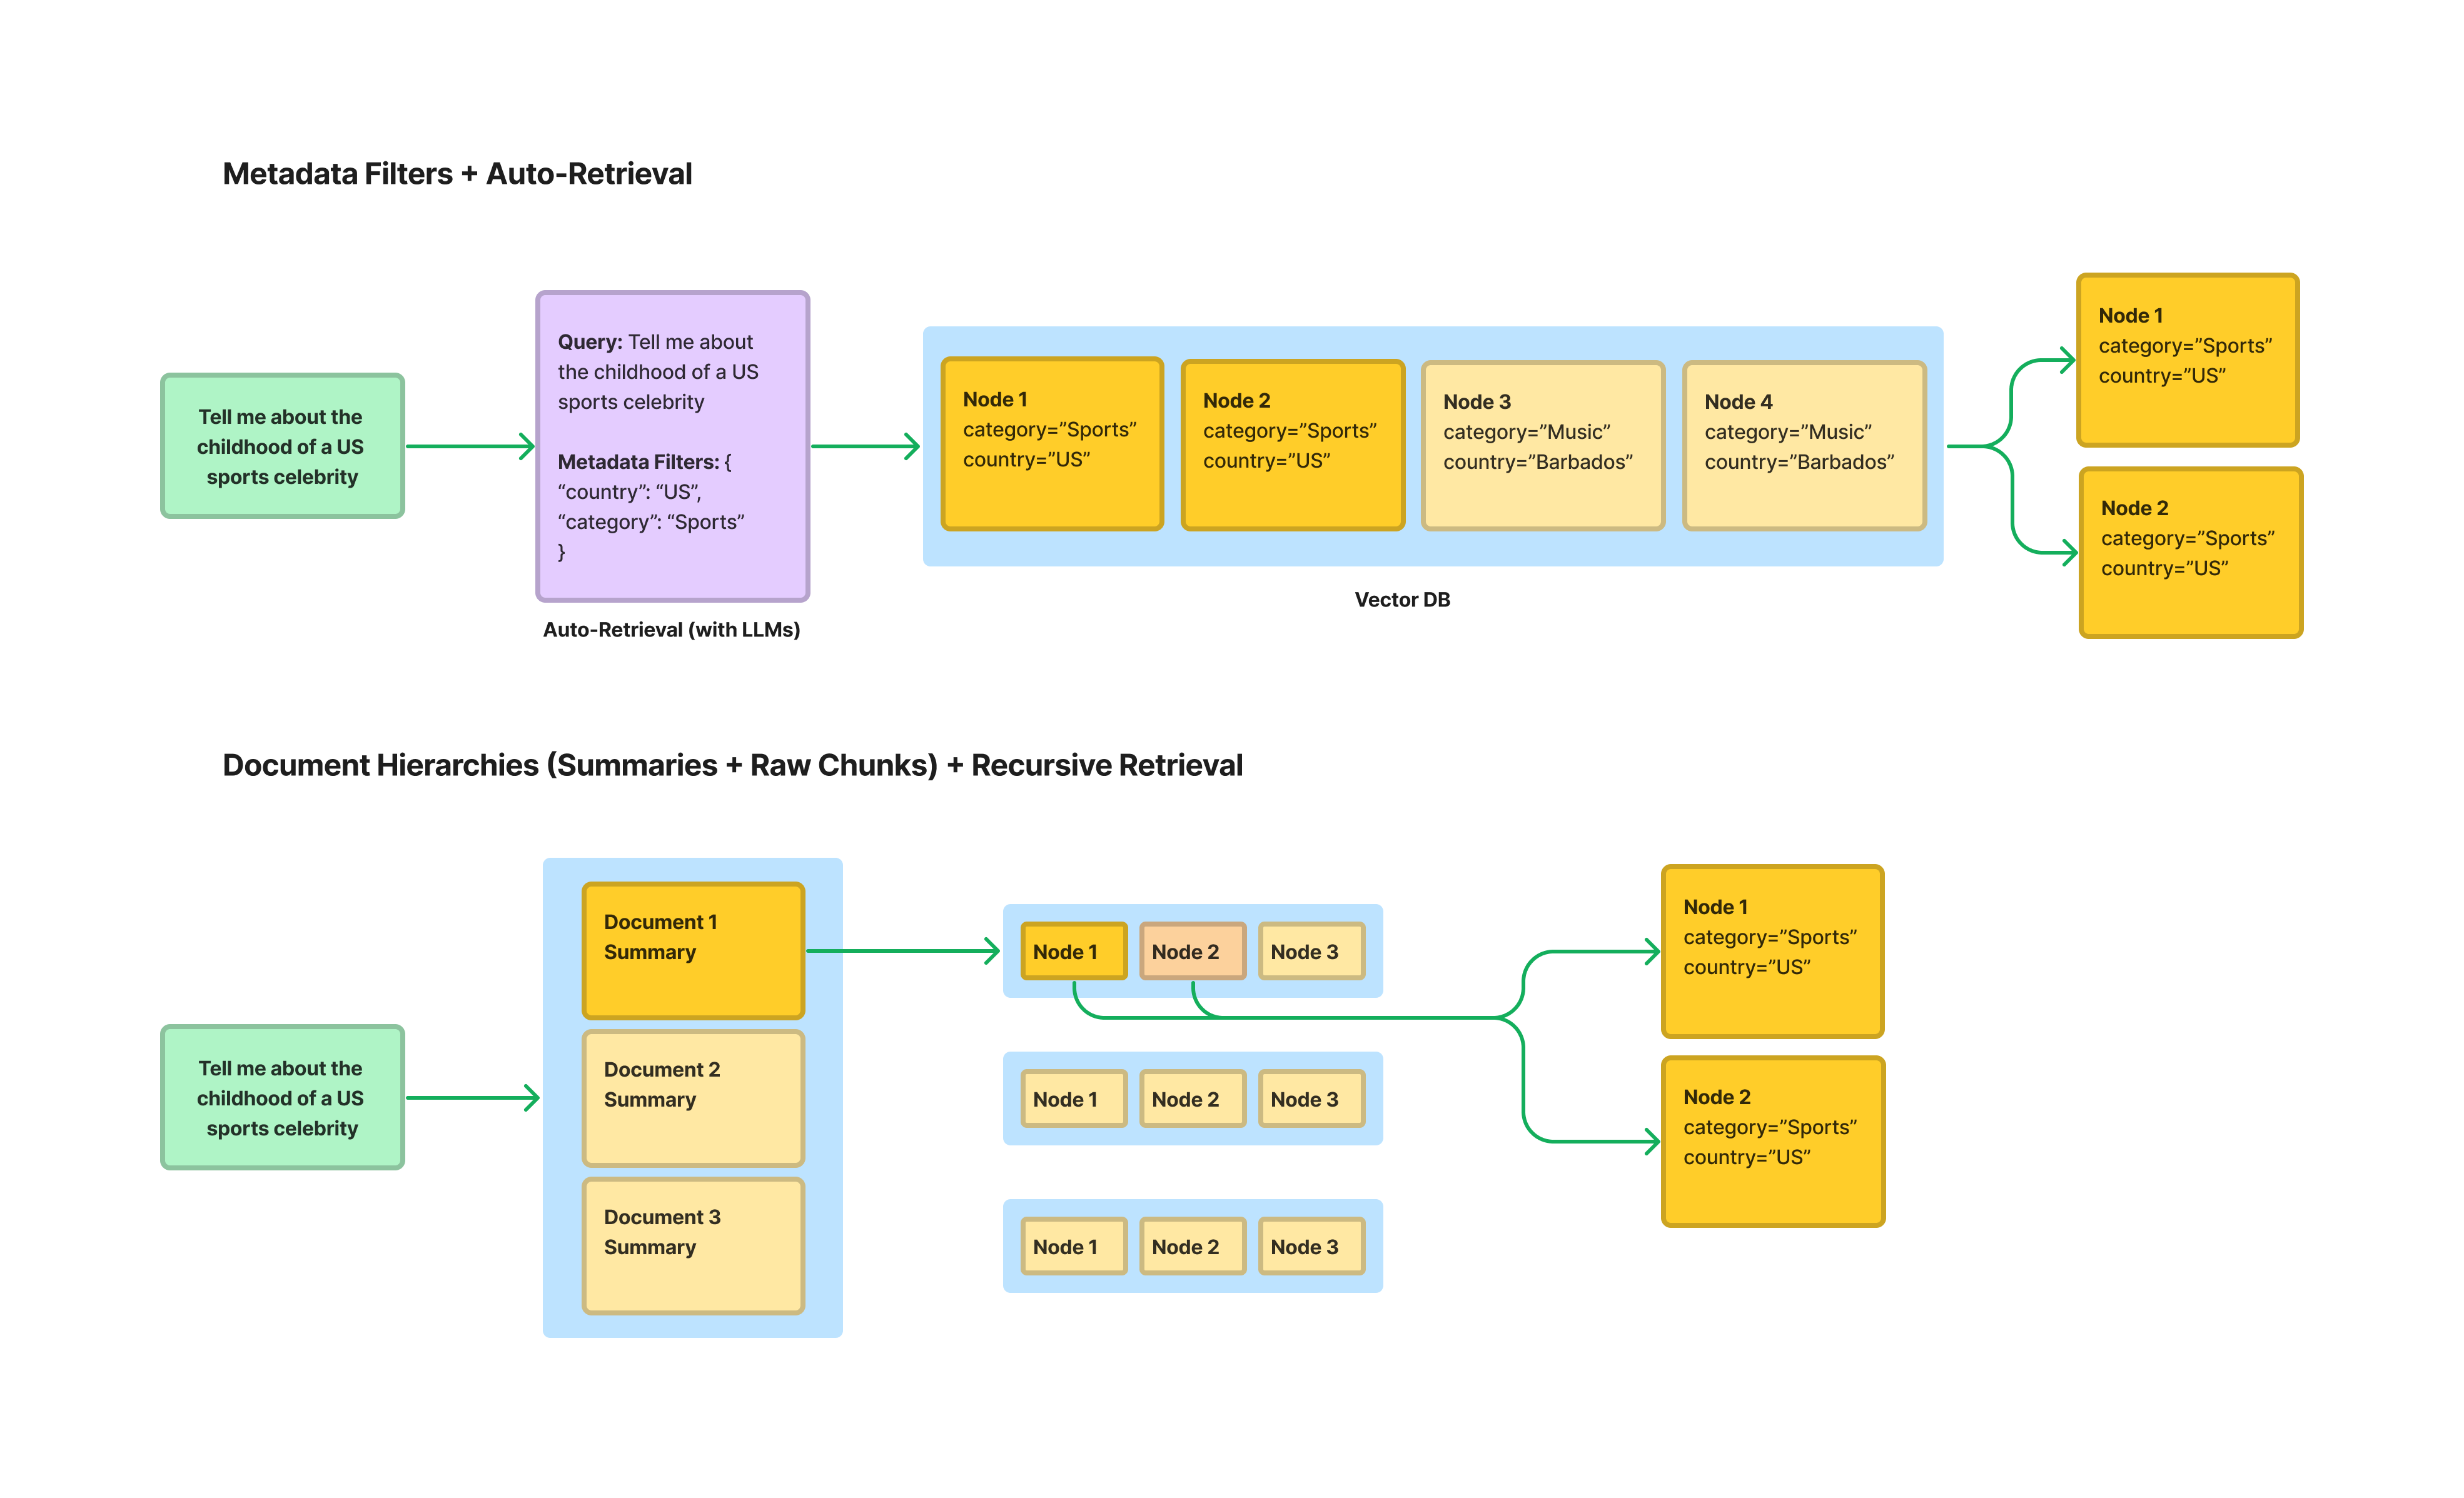 Metadata Filters + Auto-Retrieval
Tell me about the
childhood of a US
sports celebrity
Query: Tell me about
the childhood of a US
sports celebrity
Metadata Filters: {
“country”: “US”,
“category”: “Sports”
}
Auto-Retrieval (with LLMs)
Node 1
category=”Sports”
country=”US”
Node 2
category=”Sports”
country=”US”
Node 3
category=”Music”
country=”Barbados”
Node 4
category=”Music”
country=”Barbados”
Vector DB
Node 1
category=”Sports”
country=”US”
Node 2
category=”Sports”
country=”US”
Document Hierarchies (Summaries + Raw Chunks) + Recursive Retrieval
Tell me about the
childhood of a US
sports celebrity
Document 1
Summary
Document 2
Summary
Document 3
Summary
Node 1
Node 2
Node 3
Node 1
Node 2
Node 3
Node 1
Node 2
Node 3
Node 1
category=”Sports”
country=”US”
Node 2
category=”Sports”
country=”US”